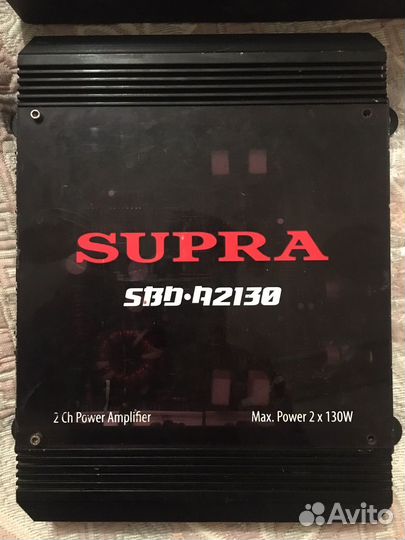 SUPRA
SBD·A2130
2 Ch Power Amplifier
Max. Power 2 x 130W
Avito